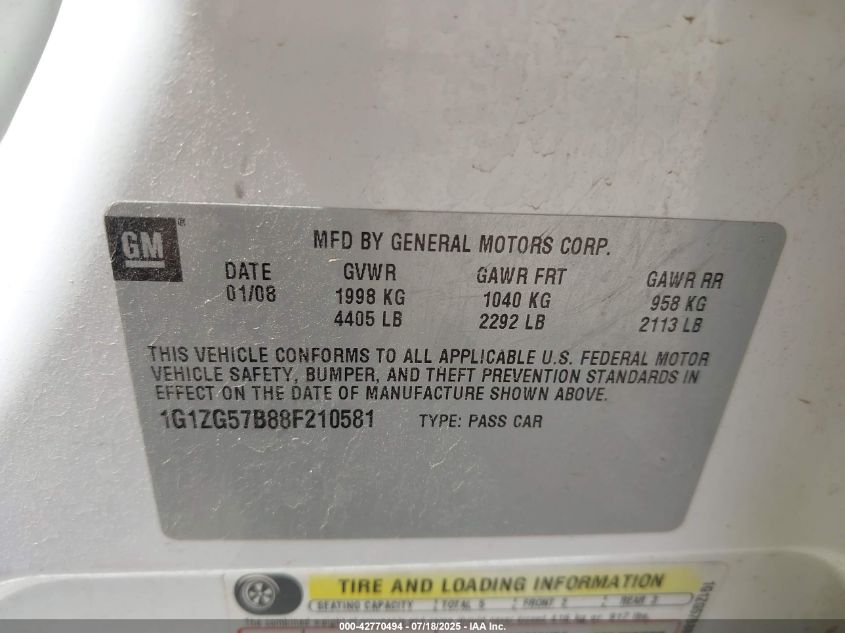 GM ®
MFD BY GENERAL MOTORS CORP.
DATE GVWR GAWR FRT GAWR RR
01/08 1998 KG 1040 KG 958 KG
4405 LB 2292 LB 2113 LB
THIS VEHICLE CONFORMS TO ALL APPLICABLE U.S. FEDERAL MOTOR
VEHICLE SAFETY, BUMPER, AND THEFT PREVENTION STANDARDS IN
EFFECT ON THE DATE OF MANUFACTURE SHOWN ABOVE.
1G1ZG57B88F210581 TYPE: PASS CAR
TIRE AND LOADING INFORMATION
SEATING CAPACITY TOTAL 5 FRONT 2 REAR 3
The combined
000-42770494 - 07/18/2025 - IAA Inc.